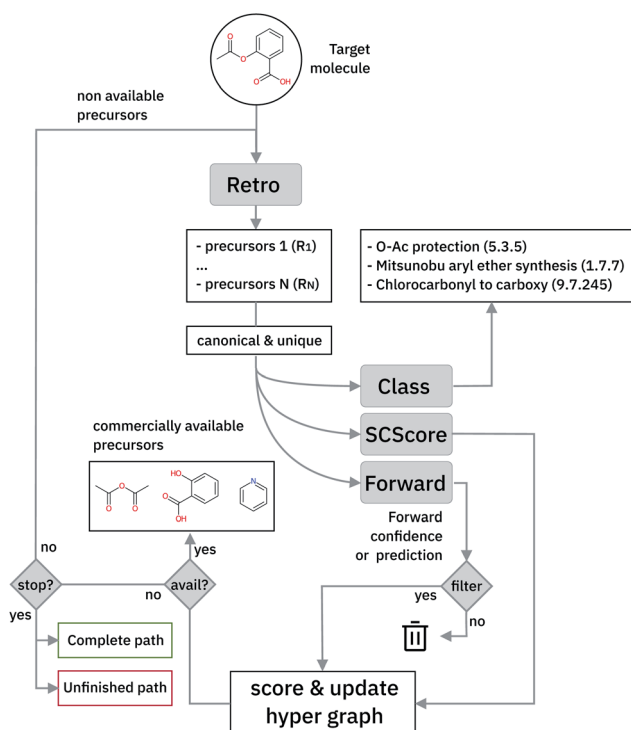 O
O
OH
O
Target
molecule
non available
precursors
Retro
- precursors 1 (R1)
...
- precursors N (RN)
- O-Ac protection (5.3.5)
- Mitsunobu aryl ether synthesis (1.7.7)
- Chlorocarbonyl to carboxy (9.7.245)
canonical & unique
Class
SCScore
Forward
commercially available
precursors
O
O
O
HO
O
OH
N
Forward
confidence
or prediction
no
yes
stop?
no
avail?
yes
filter
yes
no
Complete path
Unfinished path
score & update
hyper graph